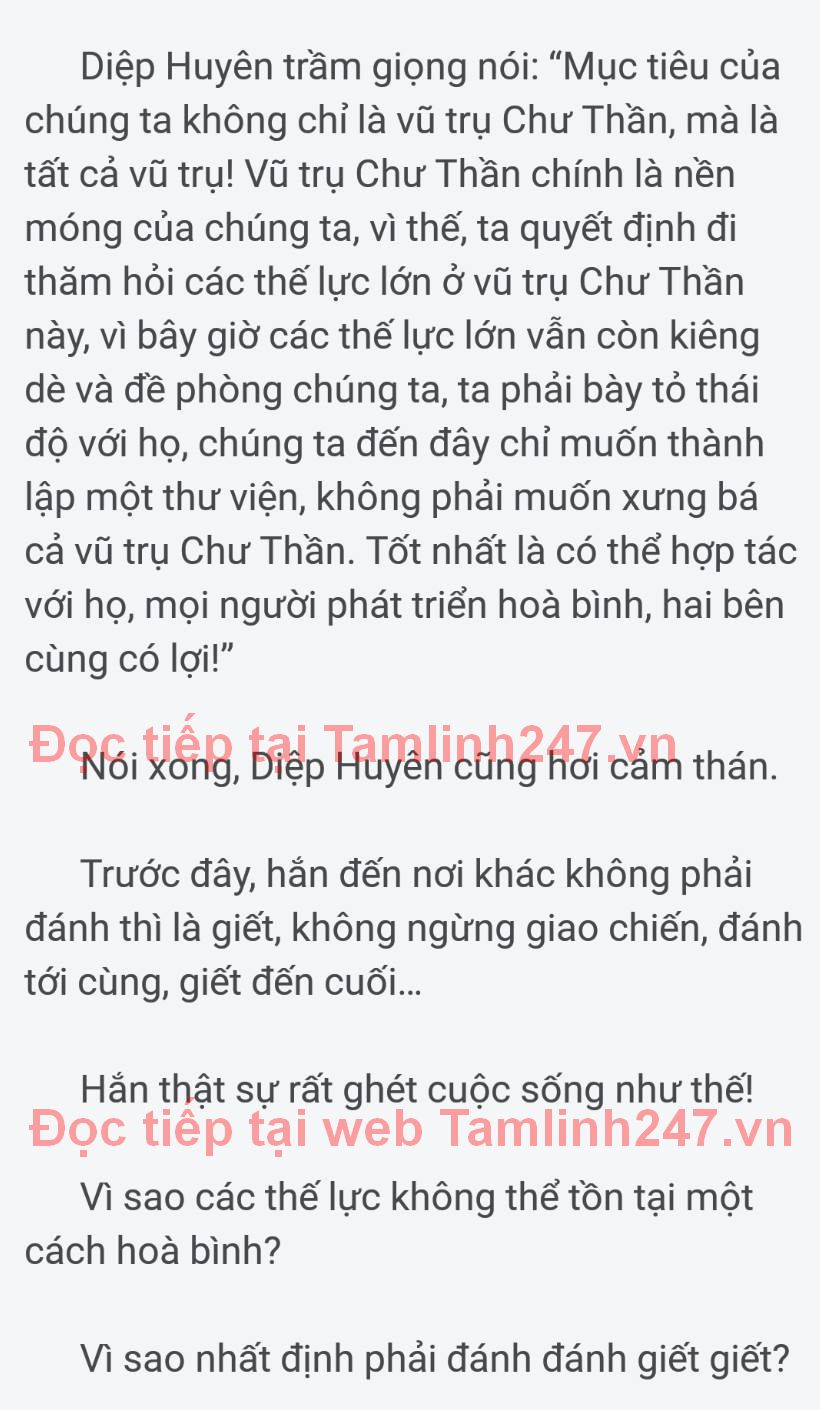 Diệp Huyên trầm giọng nói: “Mục tiêu của
chúng ta không chỉ là vũ trụ Chư Thần, mà là
tất cả vũ trụ! Vũ trụ Chư Thần chính là nền
móng của chúng ta, vì thế, ta quyết định đi
thăm hỏi các thế lực lớn ở vũ trụ Chư Thần
này, vì bây giờ các thế lực lớn vẫn còn kiêng
dè và đề phòng chúng ta, ta phải bày tỏ thái
độ với họ, chúng ta đến đây chỉ muốn thành
lập một thư viện, không phải muốn xưng bá
cả vũ trụ Chư Thần. Tốt nhất là có thể hợp tác
với họ, mọi người phát triển hoà bình, hai bên
cùng có lợi!”
Đọc tiếp tại Tamlinh247.vn
Nói xong, Diệp Huyên cũng hơi cảm thán.
Trước đây, hắn đến nơi khác không phải
đánh thì là giết, không ngừng giao chiến, đánh
tới cùng, giết đến cuối...
Hắn thật sự rất ghét cuộc sống như thế!
Đọc tiếp tại web Tamlinh247.vn
Vì sao các thế lực không thể tồn tại một
cách hoà bình?
Vì sao nhất định phải đánh đánh giết giết?